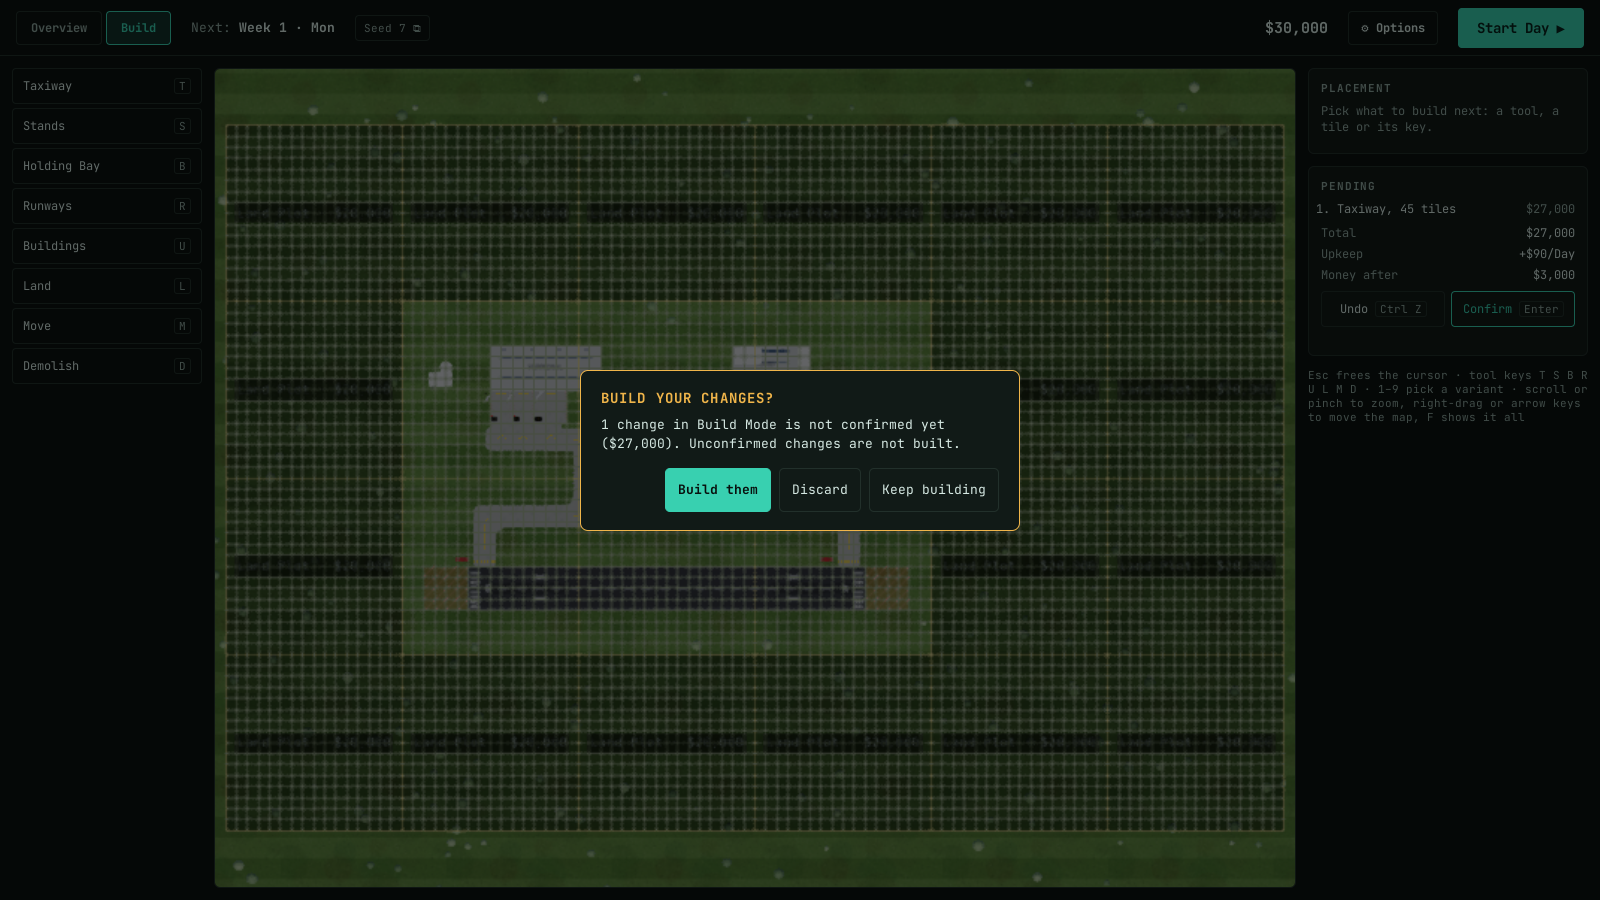 Overview
Build
Next: Week 1 · Mon
Seed 7
$30,000
⚙ Options
Start Day ▶
Taxiway T
Stands S
Holding Bay B
Runways R
Buildings U
Land L
Move M
Demolish D
BUILD YOUR CHANGES?
1 change in Build Mode is not confirmed yet
($27,000). Unconfirmed changes are not built.
Build them
Discard
Keep building
PLACEMENT
Pick what to build next: a tool, a
tile or its key.
PENDING
1. Taxiway, 45 tiles $27,000
Total $27,000
Upkeep +$90/Day
Money after $3,000
Undo Ctrl Z
Confirm Enter
Esc frees the cursor · tool keys T S B R
U L M D · 1–9 pick a variant · scroll or
pinch to zoom, right-drag or arrow keys
to move the map, F shows it all